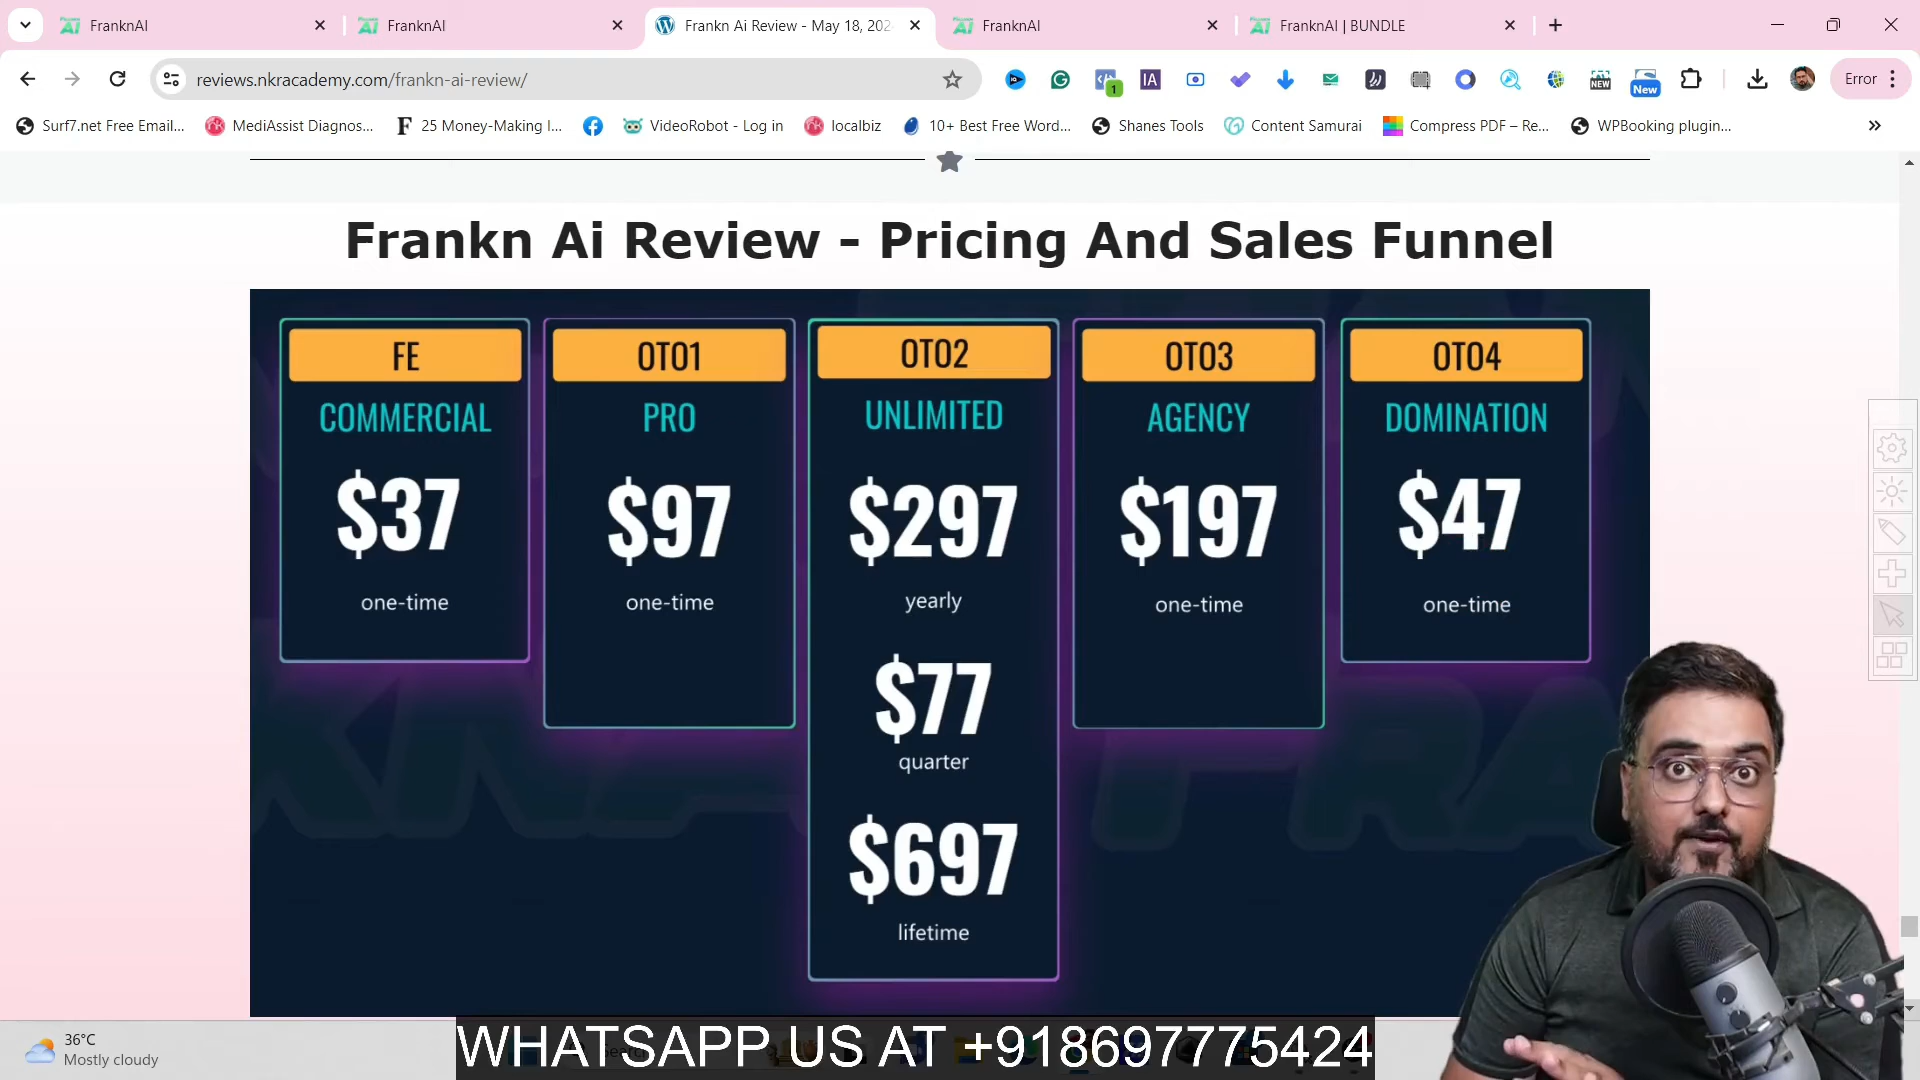 FranknAI
FranknAI
Frankn Ai Review - May 18, 202
FranknAI
FranknAI | BUNDLE
reviews.nkracademy.com/frankn-ai-review/
1
IA
NEW
New
Error
Surf7.net Free Email...
MediAssist Diagnos...
25 Money-Making I...
VideoRobot - Log in
localbiz
10+ Best Free Word...
Shanes Tools
Content Samurai
Compress PDF – Re...
WPBooking plugin...
Frankn Ai Review - Pricing And Sales Funnel
FE
COMMERCIAL
$37
one-time
OTO1
PRO
$97
one-time
OTO2
UNLIMITED
$297
yearly
$77
quarter
$697
lifetime
OTO3
AGENCY
$197
one-time
OTO4
DOMINATION
$47
one-time
36°C
Mostly cloudy
WHATSAPP US AT +918697775424